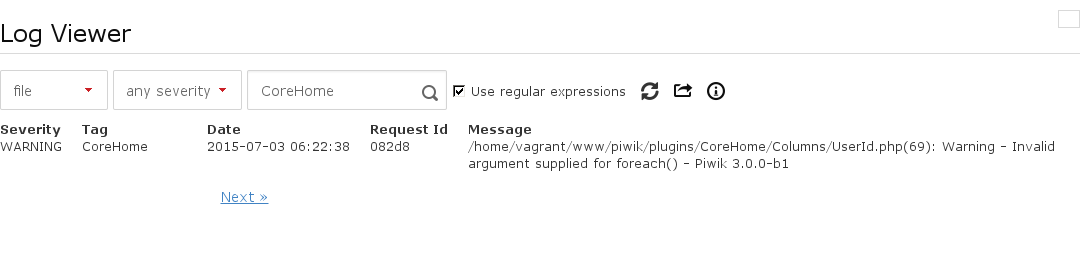 Log Viewer
file any severity CoreHome Use regular expressions
Severity Tag Date Request Id Message
WARNING CoreHome 2015-07-03 06:22:38 082d8 /home/vagrant/www/piwik/plugins/CoreHome/Columns/UserId.php(69): Warning - Invalid
argument supplied for foreach() - Piwik 3.0.0-b1
Next »